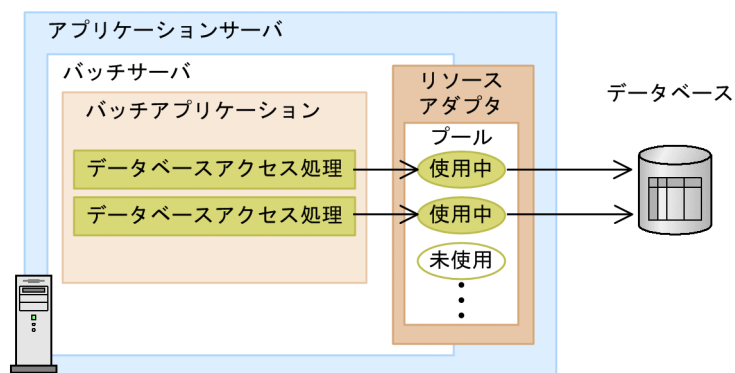 アプリケーションサーバ
バッチサーバ
バッチアプリケーション
データベースアクセス処理
データベースアクセス処理
リソース
アダプタ
プール
使用中
使用中
未使用
データベース